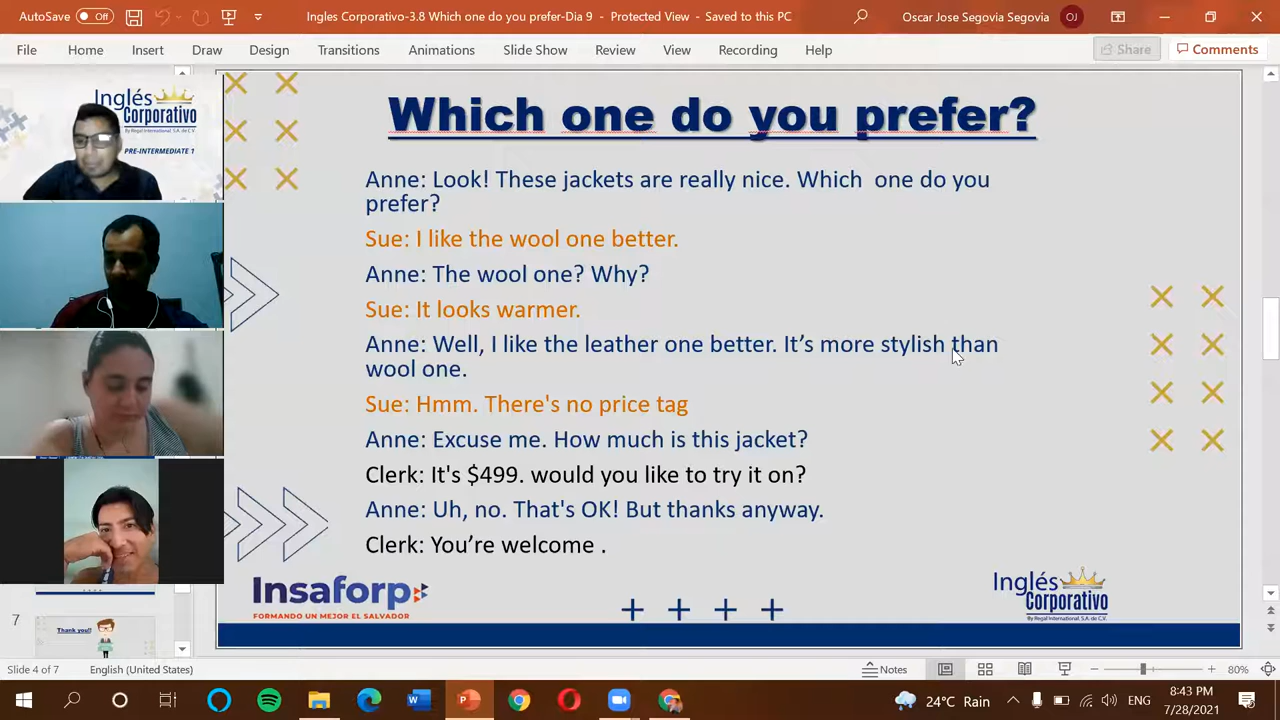 AutoSave Off Ingles Corporativo-3.8 Which one do you prefer-Dia 9 - Protected View - Saved to this PC Oscar Jose Segovia Segovia OJ
File Home Insert Draw Design Transitions Animations Slide Show Review View Recording Help Share Comments
Inglés
Corporativo
By Regal International, S.A. de C.V.
PRE-INTERMEDIATE 1
Which one do you prefer?
Anne: Look! These jackets are really nice. Which one do you
prefer?
Sue: I like the wool one better.
Anne: The wool one? Why?
Sue: It looks warmer.
Anne: Well, I like the leather one better. It’s more stylish than
wool one.
Sue: Hmm. There's no price tag
Anne: Excuse me. How much is this jacket?
Clerk: It's $499. would you like to try it on?
Anne: Uh, no. That's OK! But thanks anyway.
Clerk: You’re welcome .
Insaforp
FORMANDO UN MEJOR EL SALVADOR
Inglés
Corporativo
By Regal International, S.A. de C.V.
7
Thank you!!
Slide 4 of 7 English (United States) Notes 80%
24°C Rain ENG 8:43 PM
7/28/2021